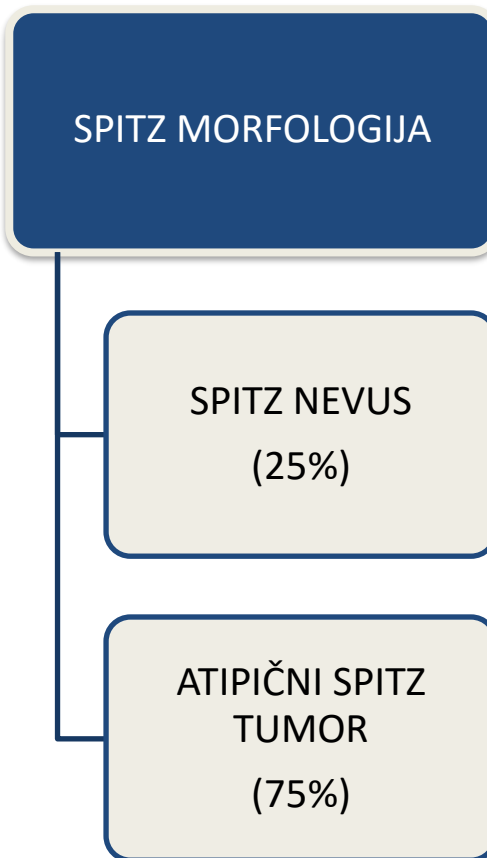 SPITZ MORFOLOGIJA
SPITZ NEVUS
(25%)
ATIPIČNI SPITZ
TUMOR
(75%)